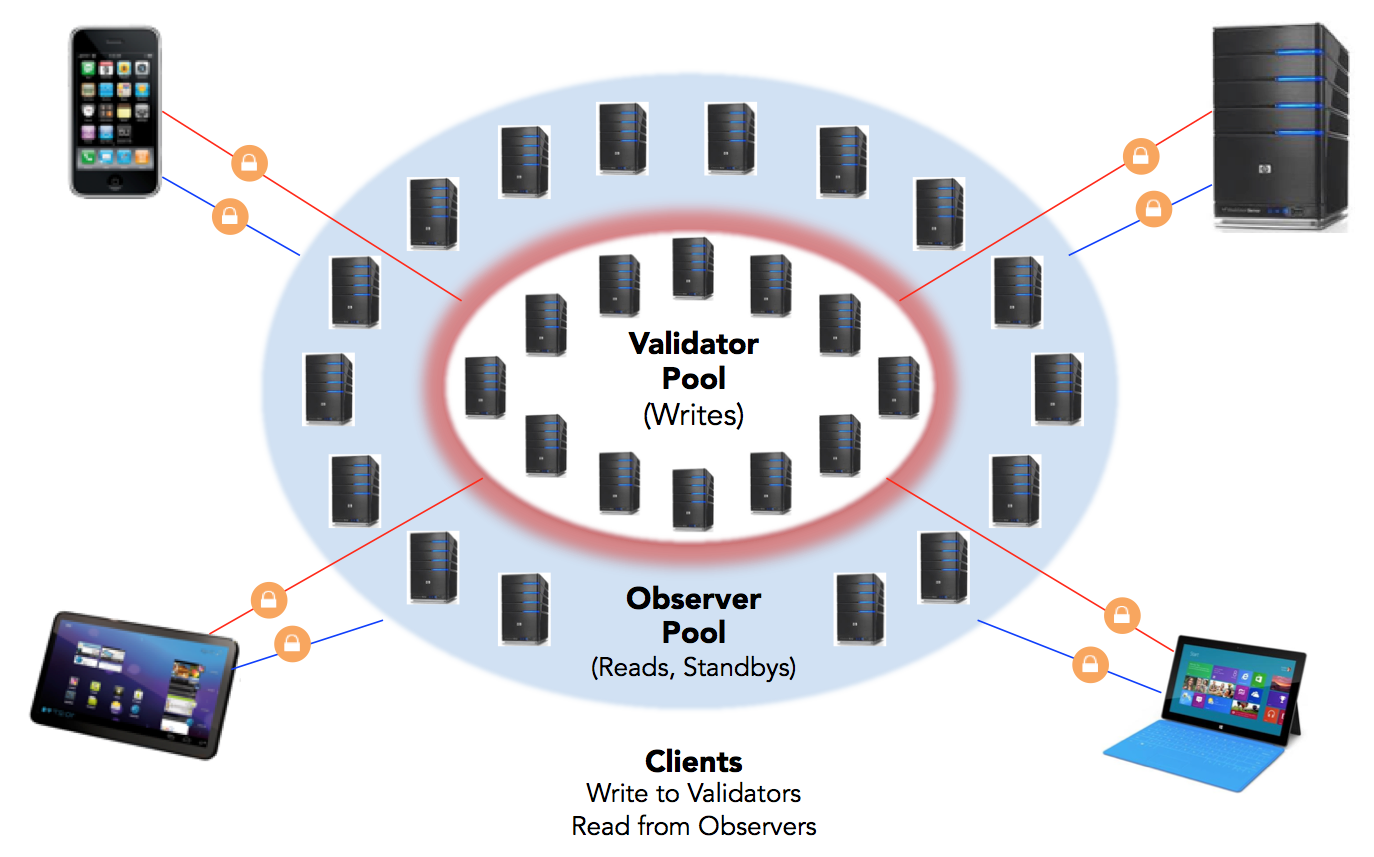 Validator
Pool
(Writes)
Observer
Pool
(Reads, Standbys)
Clients
Write to Validators
Read from Observers